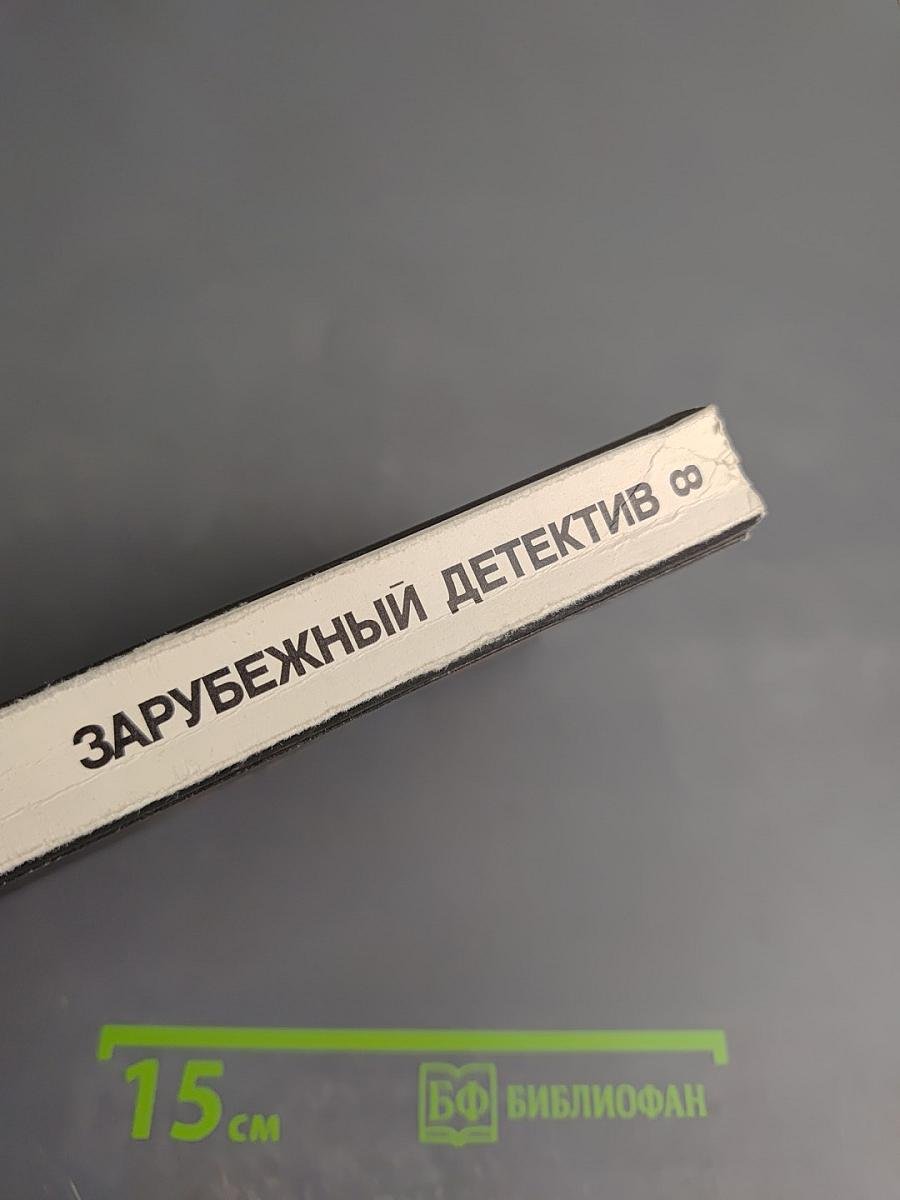 ЗАРУБЕЖНЫЙ ДЕТЕКТИВ 8
15 см
БФ БИБЛИОФАН